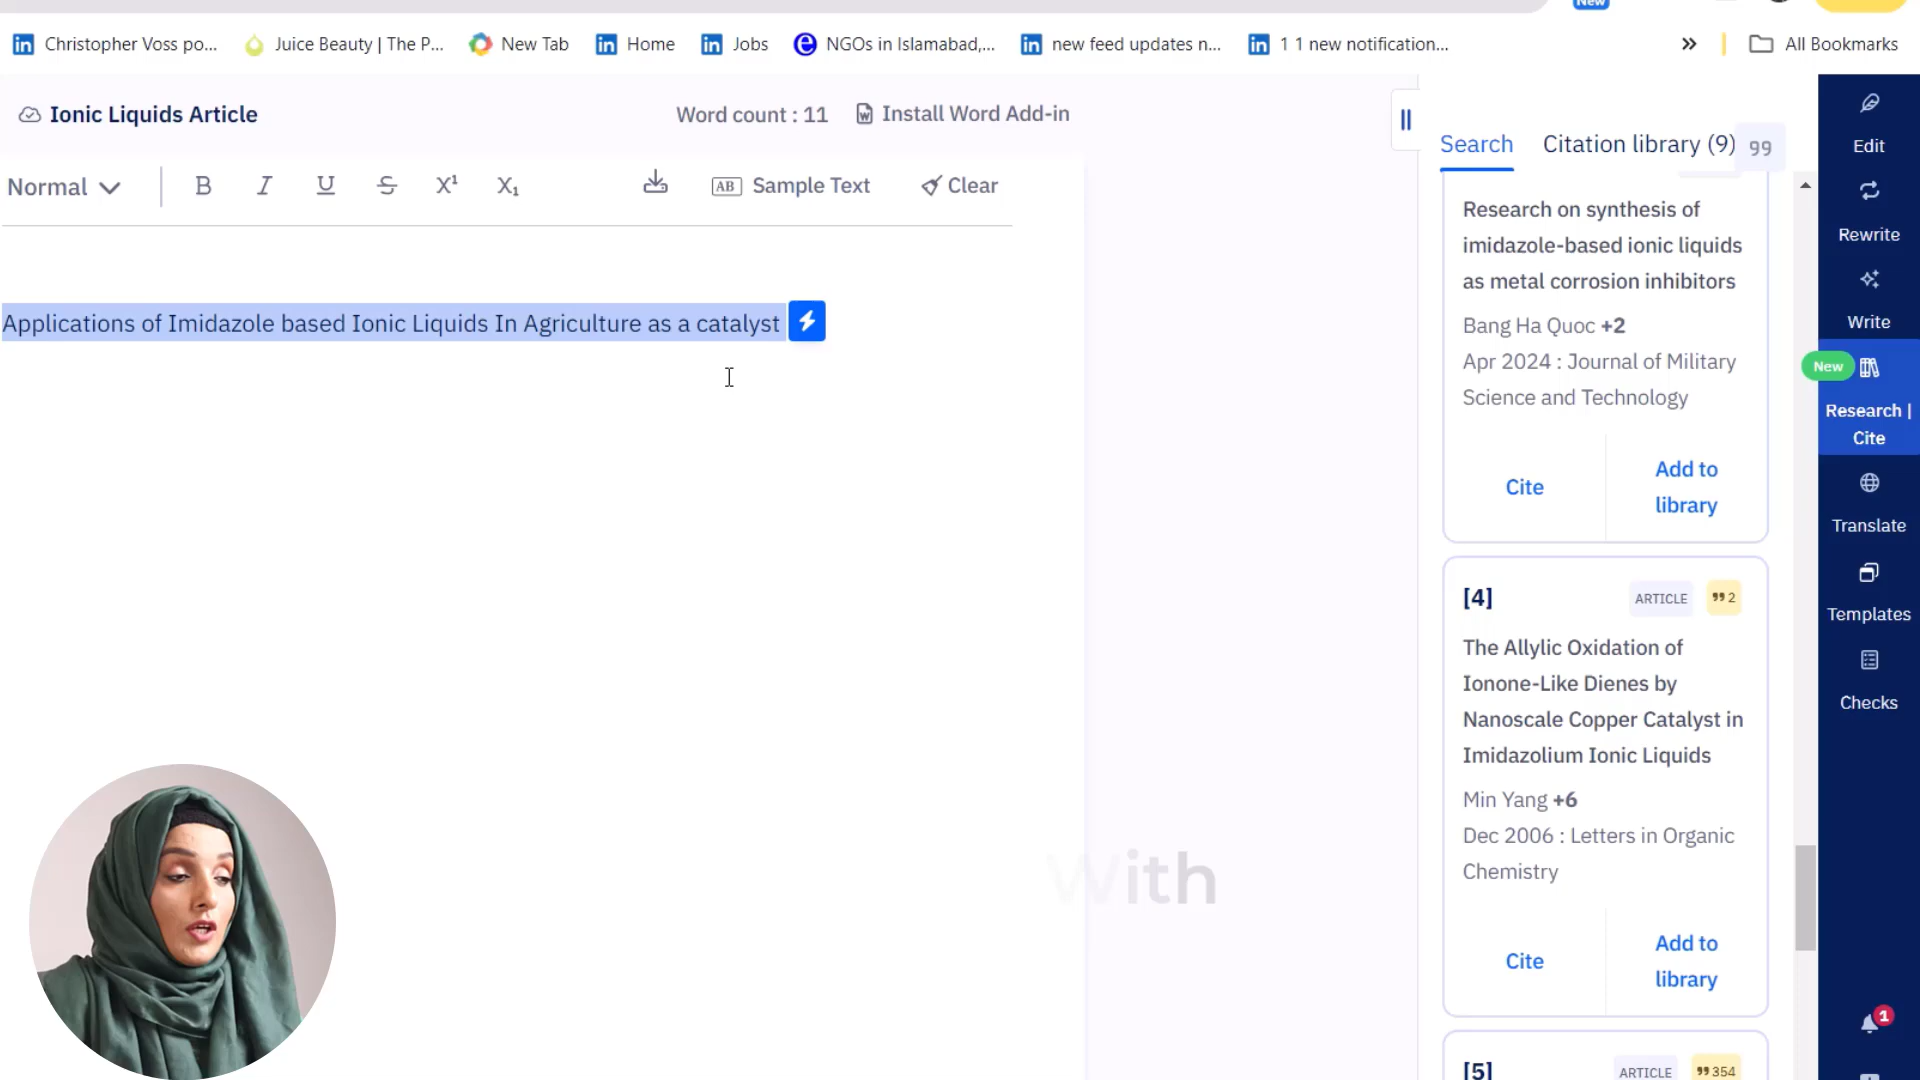 New
Christopher Voss po...
Juice Beauty | The P...
New Tab
Home
Jobs
NGOs in Islamabad,...
new feed updates n...
1 1 new notification...
All Bookmarks
Ionic Liquids Article
Word count : 11
Install Word Add-in
Normal
B
I
U
S
X¹
X₁
AB
Sample Text
Clear
Applications of Imidazole based Ionic Liquids In Agriculture as a catalyst
With
Search
Citation library (9)
Research on synthesis of
imidazole-based ionic liquids
as metal corrosion inhibitors
Bang Ha Quoc +2
Apr 2024 : Journal of Military
Science and Technology
Cite
Add to
library
[4]
ARTICLE
2
The Allylic Oxidation of
Ionone-Like Dienes by
Nanoscale Copper Catalyst in
Imidazolium Ionic Liquids
Min Yang +6
Dec 2006 : Letters in Organic
Chemistry
Cite
Add to
library
[5]
ARTICLE
354
Edit
Rewrite
Write
New
Research |
Cite
Translate
Templates
Checks
1